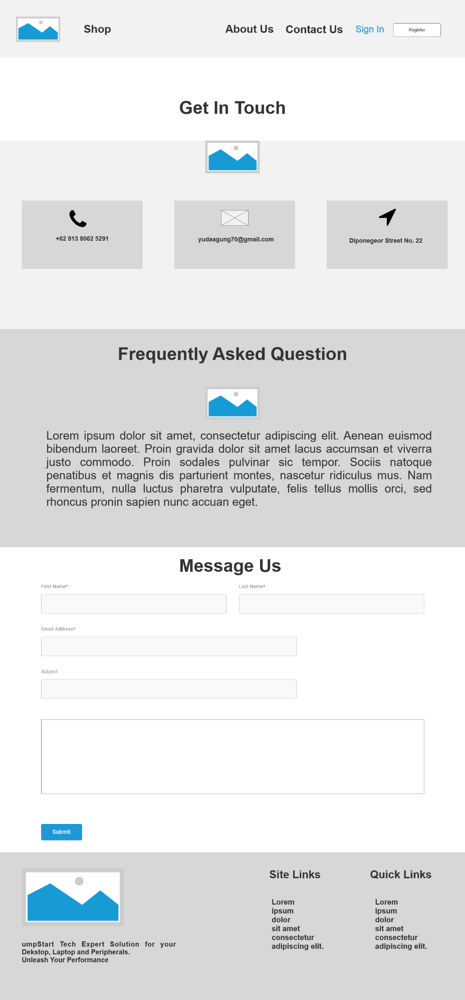 Shop
About Us
Contact Us
Sign In
Register
Get In Touch
+62 813 8062 5291
yudaagung70@gmail.com
Diponegeor Street No. 22
Frequently Asked Question
Lorem ipsum dolor sit amet, consectetur adipiscing elit. Aenean euismod
bibendum laoreet. Proin gravida dolor sit amet lacus accumsan et viverra
justo commodo. Proin sodales pulvinar sic tempor. Sociis natoque
penatibus et magnis dis parturient montes, nascetur ridiculus mus. Nam
fermentum, nulla luctus pharetra vulputate, felis tellus mollis orci, sed
rhoncus pronin sapien nunc accuan eget.
Message Us
First Name*
Last Name*
Email Address*
Subject
Submit
umpStart Tech Expert Solution for your
Dekstop, Laptop and Peripherals.
Unleash Your Performance
Site Links
Lorem
ipsum
dolor
sit amet
consectetur
adipiscing elit.
Quick Links
Lorem
ipsum
dolor
sit amet
consectetur
adipiscing elit.